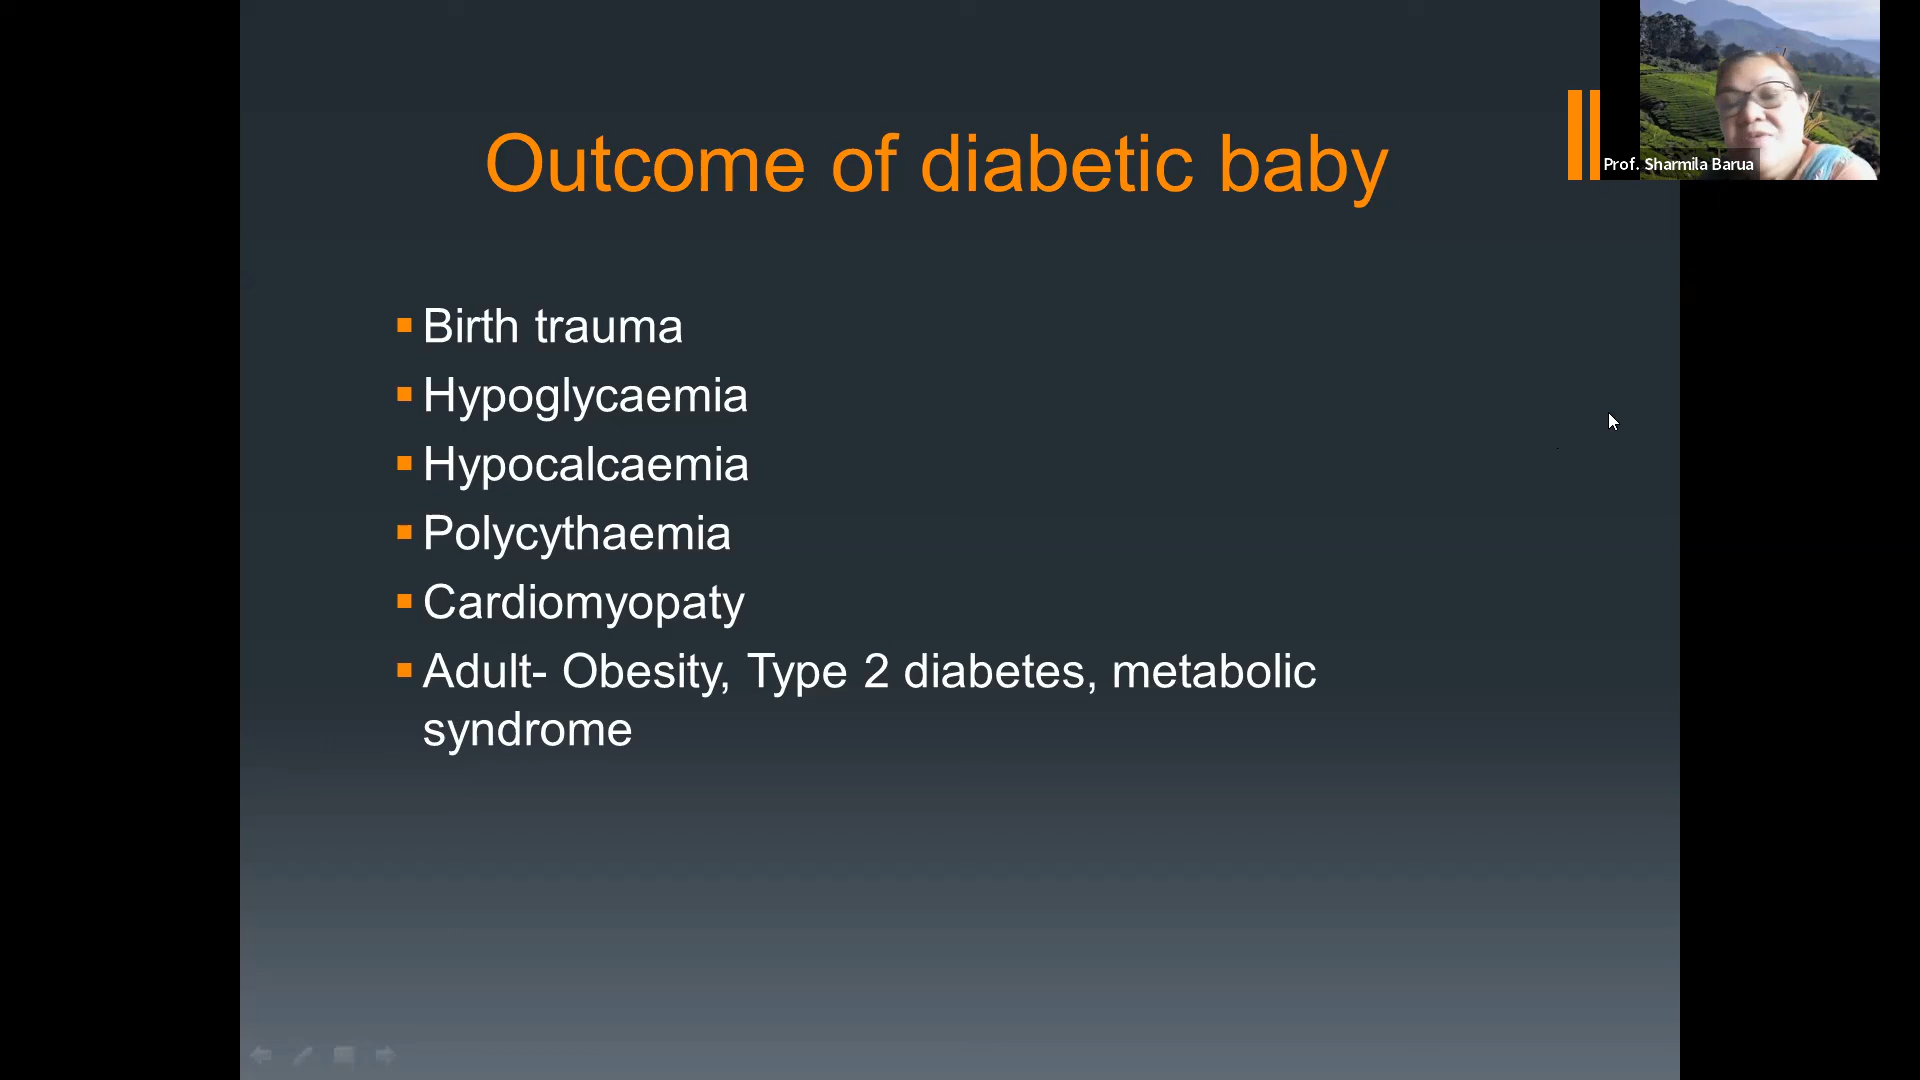 Outcome of diabetic baby
Prof. Sharmila Barua
Birth trauma
Hypoglycaemia
Hypocalcaemia
Polycythaemia
Cardiomyopaty
Adult- Obesity, Type 2 diabetes, metabolic
syndrome